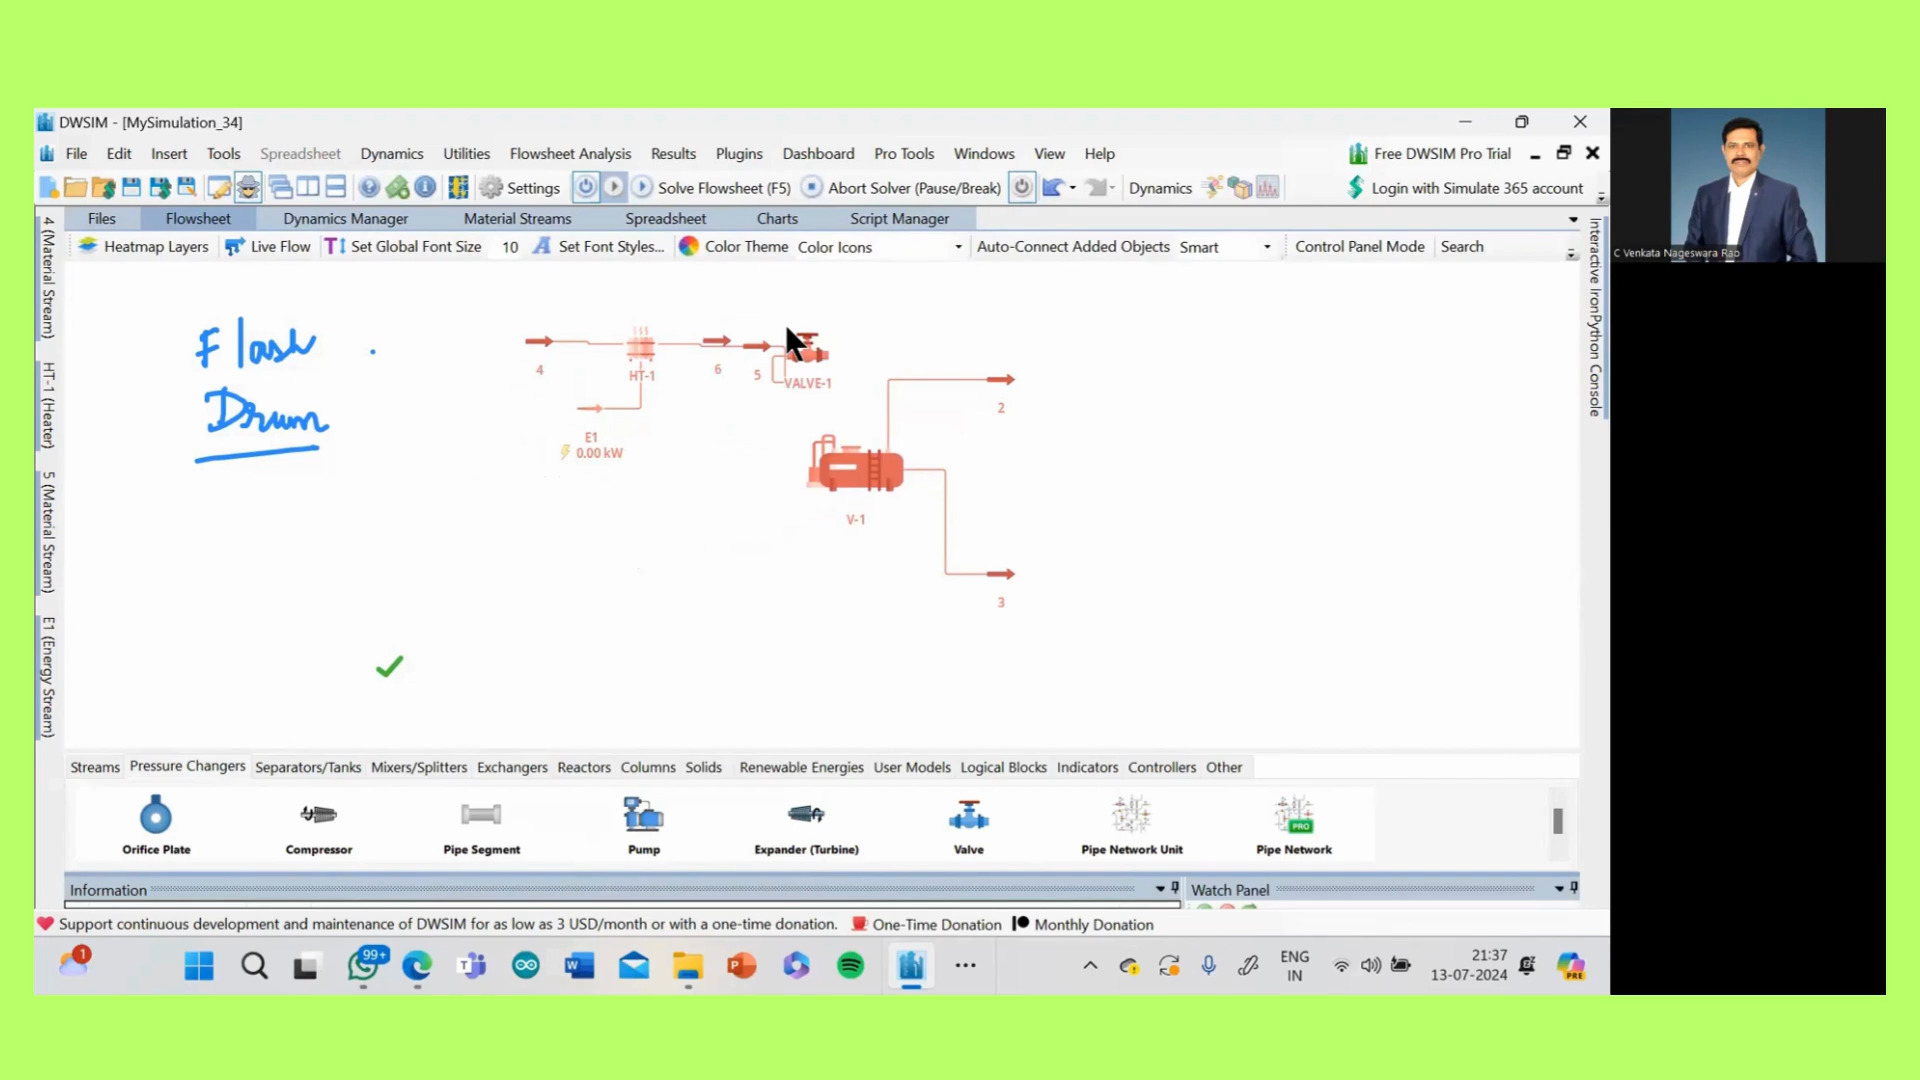 DWSIM - [MySimulation_34]
File Edit Insert Tools Spreadsheet Dynamics Utilities Flowsheet Analysis Results Plugins Dashboard Pro Tools Windows View Help Free DWSIM Pro Trial
Settings Solve Flowsheet (F5) Abort Solver (Pause/Break) Dynamics Login with Simulate 365 account
Files Flowsheet Dynamics Manager Material Streams Spreadsheet Charts Script Manager
Heatmap Layers Live Flow Set Global Font Size 10 Set Font Styles... Color Theme Color Icons Auto-Connect Added Objects Smart Control Panel Mode Search
C Venkata Nageswara Rao
4 (Material Stream)
HT-1 (Heater)
5 (Material Stream)
E1 (Energy Stream)
Interactive IronPython Console
Flash
Drum
4
HT-1
6
5
VALVE-1
2
E1
0.00 kW
V-1
3
Streams Pressure Changers Separators/Tanks Mixers/Splitters Exchangers Reactors Columns Solids Renewable Energies User Models Logical Blocks Indicators Controllers Other
PRO
Orifice Plate Compressor Pipe Segment Pump Expander (Turbine) Valve Pipe Network Unit Pipe Network
Information Watch Panel
Support continuous development and maintenance of DWSIM for as low as 3 USD/month or with a one-time donation. One-Time Donation Monthly Donation
1 99+ ENG 21:37
IN 13-07-2024 PRE